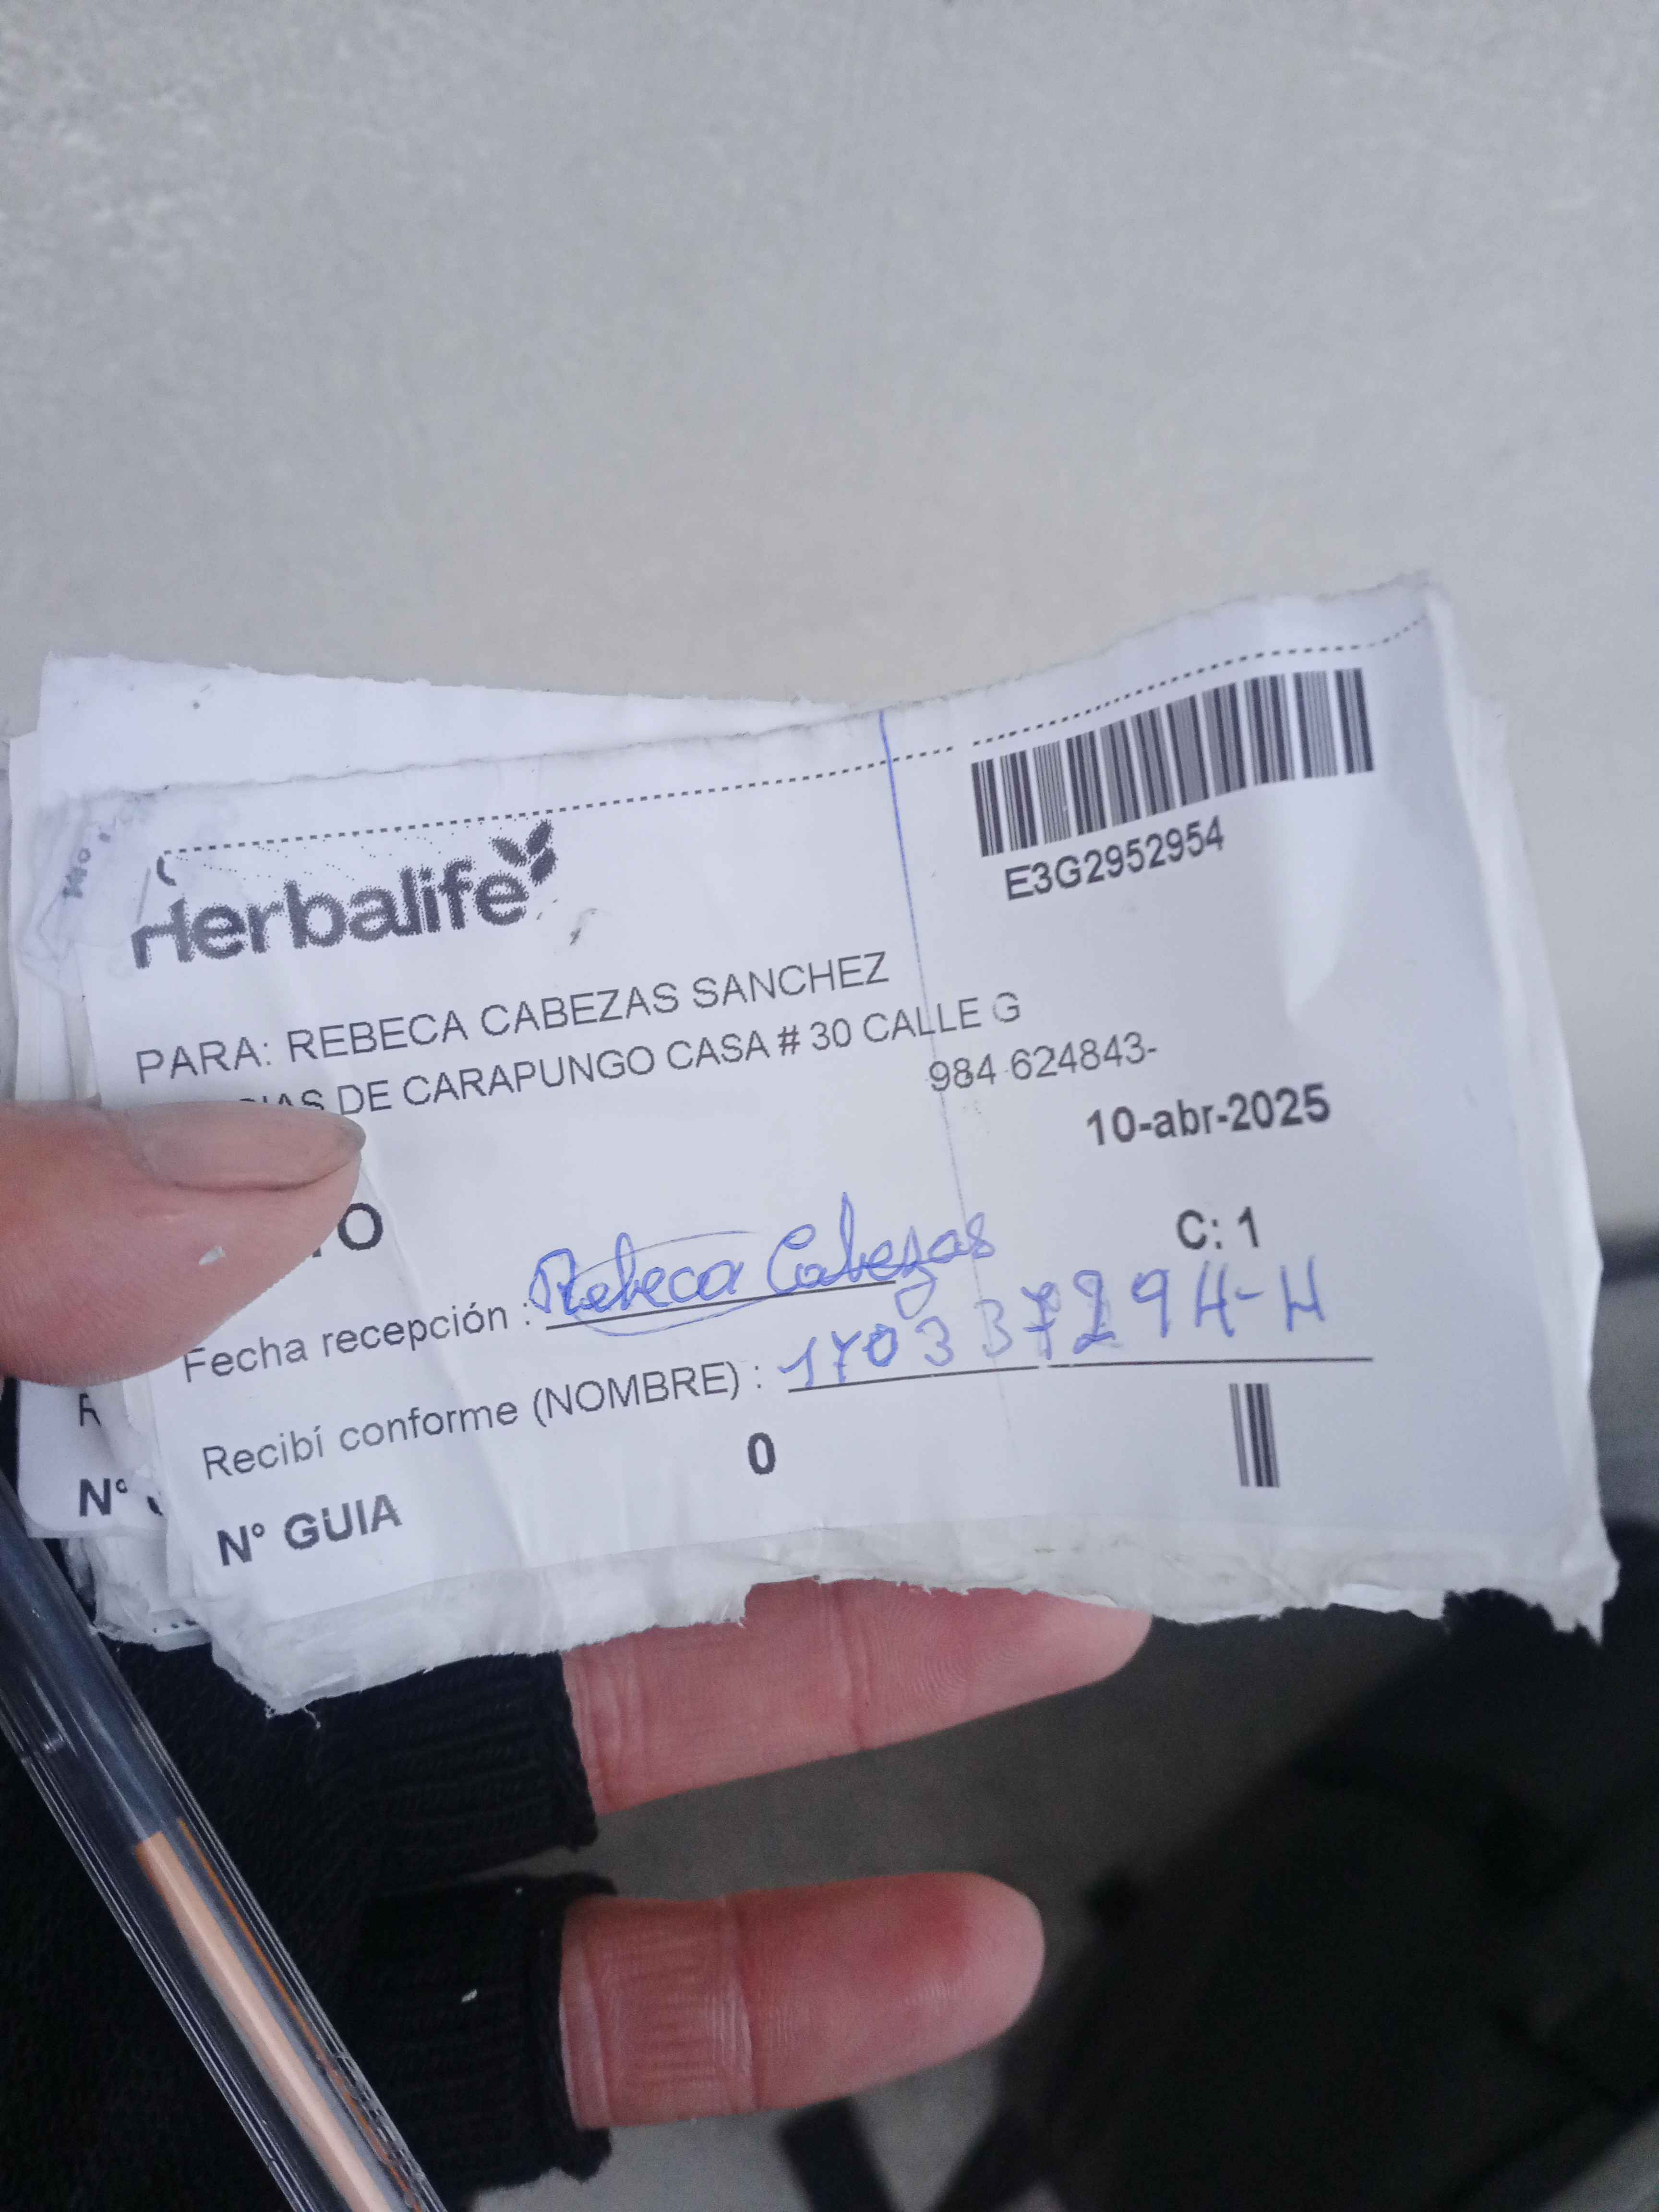 Herbalife
E3G2952954
PARA: REBECA CABEZAS SANCHEZ
DE CARAPUNGO CASA # 30 CALLE G
984 624843-
10-abr-2025
C: 1
Fecha recepción : Rebeca Cabezas
Recibí conforme (NOMBRE) :
N° GUIA 0
N°